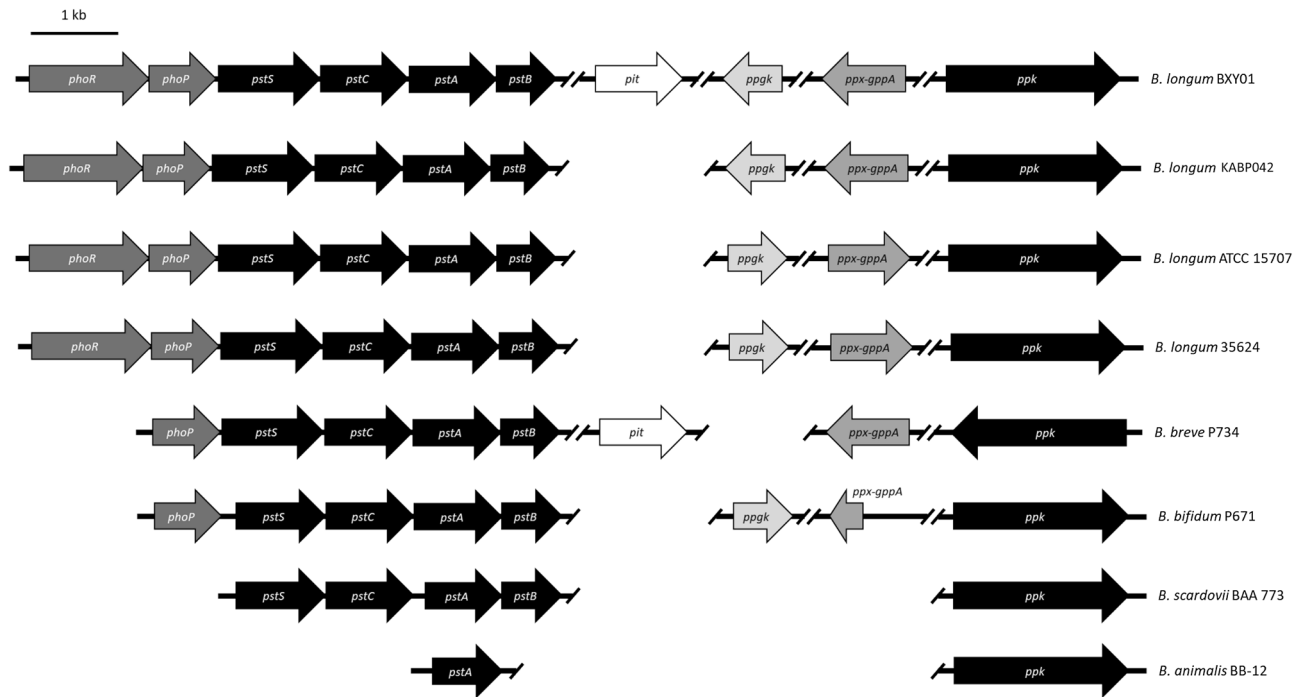 1 kb
phoR phoP pstS pstC pstA pstB pit ppgk ppx-gppA ppk B. longum BXY01
phoR phoP pstS pstC pstA pstB ppgk ppx-gppA ppk B. longum KABP042
phoR phoP pstS pstC pstA pstB ppgk ppx-gppA ppk B. longum ATCC 15707
phoR phoP pstS pstC pstA pstB ppgk ppx-gppA ppk B. longum 35624
phoP pstS pstC pstA pstB pit ppx-gppA ppk B. breve P734
phoP pstS pstC pstA pstB ppgk ppx-gppA ppk B. bifidum P671
pstS pstC pstA pstB ppk B. scardovii BAA 773
pstA ppk B. animalis BB-12